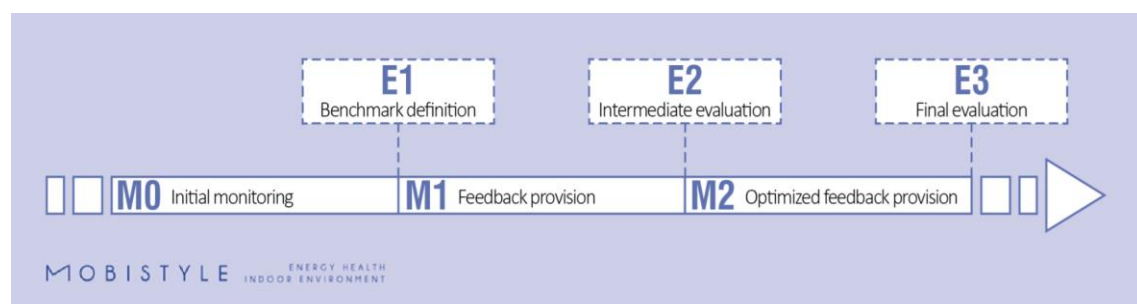 E1
Benchmark definition
E2
Intermediate evaluation
E3
Final evaluation
M0 Initial monitoring
M1 Feedback provision
M2 Optimized feedback provision
MOBISTYLE
ENERGY HEALTH
INDOOR ENVIRONMENT